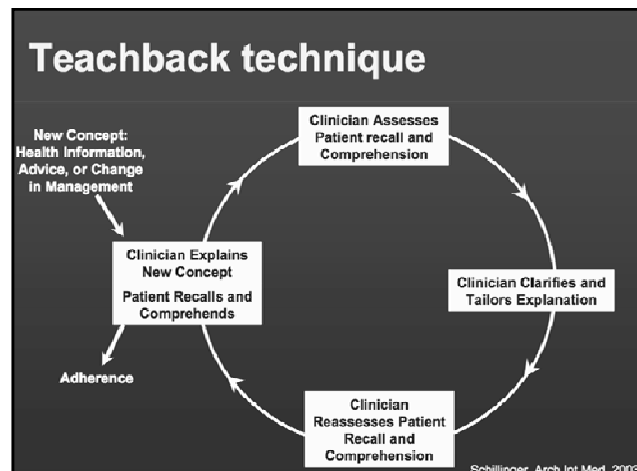 Teachback technique
New Concept:
Health Information,
Advice, or Change
in Management
Clinician Assesses
Patient recall and
Comprehension
Clinician Explains
New Concept
Patient Recalls and
Comprehends
Clinician Clarifies and
Tailors Explanation
Adherence
Clinician
Reassesses Patient
Recall and
Comprehension
Schillinger, Arch Int Med, 2003